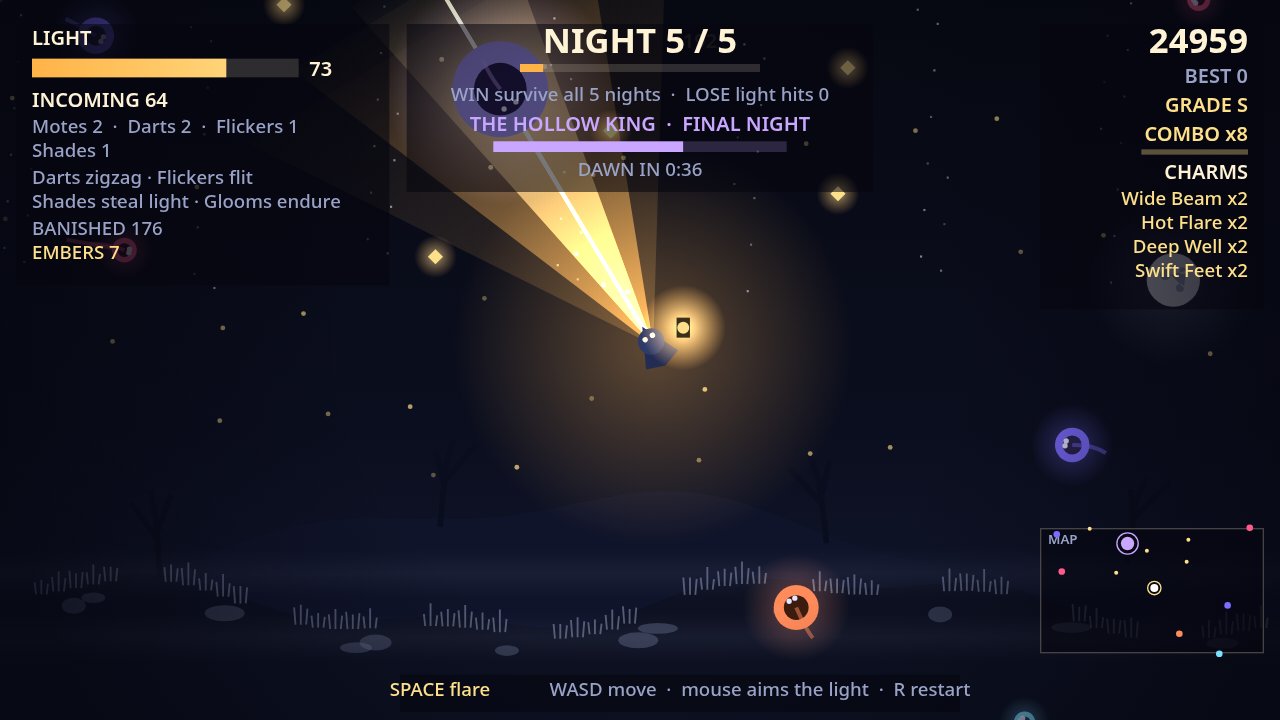 LIGHT
73
INCOMING 64
Motes 2 · Darts 2 · Flickers 1
Shades 1
Darts zigzag · Flickers flit
Shades steal light · Glooms endure
BANISHED 176
EMBERS 7
NIGHT 5 / 5
WIN survive all 5 nights · LOSE light hits 0
THE HOLLOW KING · FINAL NIGHT
DAWN IN 0:36
24959
BEST 0
GRADE S
COMBO x8
CHARMS
Wide Beam x2
Hot Flare x2
Deep Well x2
Swift Feet x2
MAP
SPACE flare
WASD move · mouse aims the light · R restart